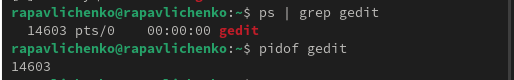 rapavlichenko@rapavlichenko:~$ ps | grep gedit
14603 pts/0    00:00:00 gedit
rapavlichenko@rapavlichenko:~$ pidof gedit
14603